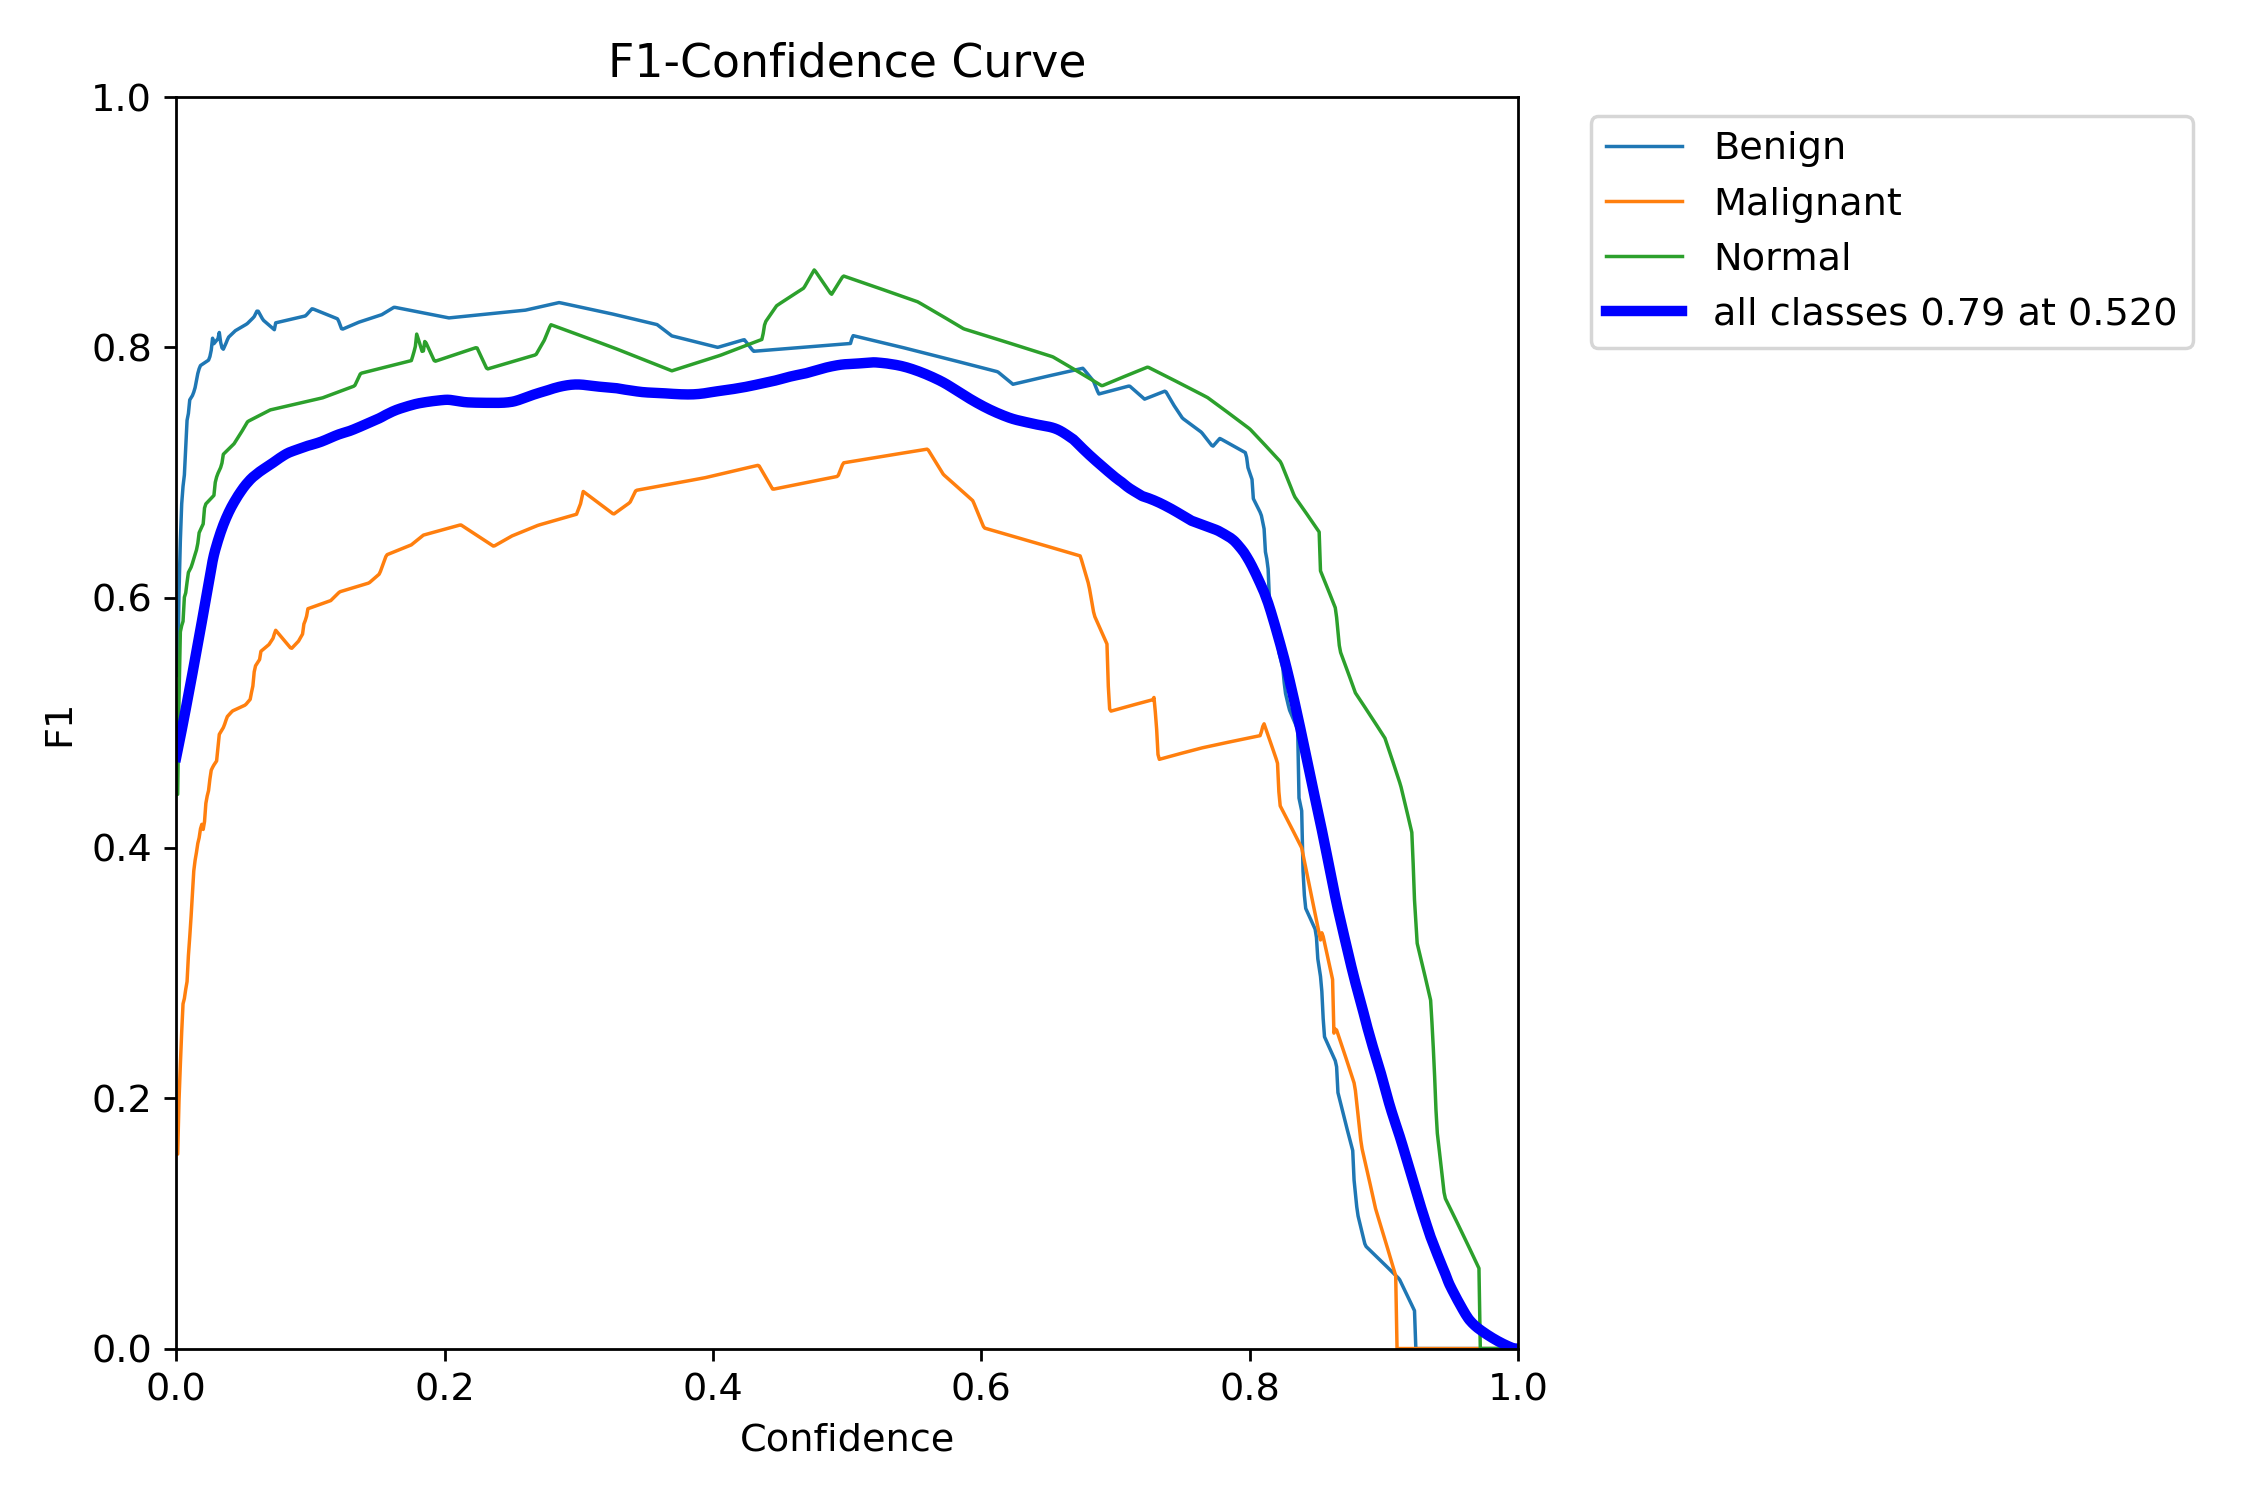 F1-Confidence Curve
1.0
0.8
0.6
0.4
0.2
0.0
F1
0.0 0.2 0.4 0.6 0.8 1.0
Confidence
Benign
Malignant
Normal
all classes 0.79 at 0.520